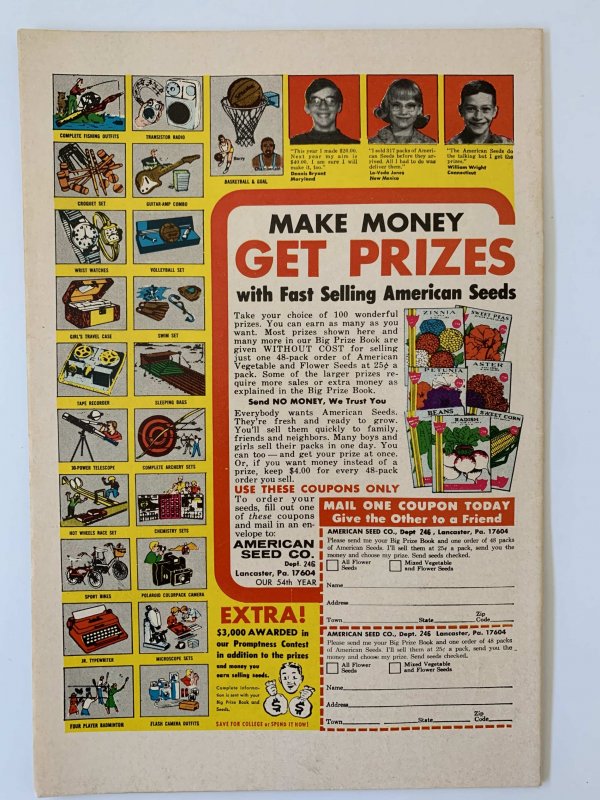 COMPLETE FISHING OUTFITS
TRANSISTOR RADIO
CROQUET SET
GUITAR-AMP COMBO
BASKETBALL & GOAL
WRIST WATCHES
VOLLEYBALL SET
GIRL'S TRAVEL CASE
SWIM SET
TAPE RECORDER
SLEEPING BAGS
30-POWER TELESCOPE
COMPLETE ARCHERY SETS
HOT WHEELS RACE SET
CHEMISTRY SETS
SPORT BIKES
POLAROID COLORPACK CAMERA
JR. TYPEWRITER
MICROSCOPE SETS
FOUR PLAYER BADMINTON
FLASH CAMERA OUTFITS
"This year I made $20.00.
Next year my aim is
$40.00. I am sure I will
make it, too."
Dennis Bryant
Maryland
"I sold 317 packs of Ameri-
can Seeds before they ar-
rived. All I had to do was
deliver them."
La-Vada Jones
New Mexico
"The American Seeds do
the talking but I get the
prizes."
William Wright
Connecticut
MAKE MONEY
GET PRIZES
with Fast Selling American Seeds
Take your choice of 100 wonderful
prizes. You can earn as many as you
want. Most prizes shown here and
many more in our Big Prize Book are
given WITHOUT COST for selling
just one 48-pack order of American
Vegetable and Flower Seeds at 25¢ a
pack. Some of the larger prizes re-
quire more sales or extra money as
explained in the Big Prize Book.
Send NO MONEY, We Trust You
Everybody wants American Seeds.
They're fresh and ready to grow.
You'll sell them quickly to family,
friends and neighbors. Many boys and
girls sell their packs in one day. You
can too — and get your prize at once.
Or, if you want money instead of a
prize, keep $4.00 for every 48-pack
order you sell.
USE THESE COUPONS ONLY
To order your
seeds, fill out one
of these coupons
and mail in an en-
velope to:
AMERICAN
SEED CO.
Dept. 246
Lancaster, Pa. 17604
OUR 54th YEAR
ZINNIA
SWEET PEAS
PETUNIA
ASTER
BEANS
RADISH
SWEET CORN
MAIL ONE COUPON TODAY
Give the Other to a Friend
AMERICAN SEED CO., Dept 246, Lancaster, Pa. 17604
Please send me your Big Prize Book and one order of 48 packs
of American Seeds. I'll sell them at 25¢ a pack, send you the
money and choose my prize. Send seeds checked.
All Flower
Seeds
Mixed Vegetable
and Flower Seeds
Name
Address
Town State Zip Code
AMERICAN SEED CO., Dept. 246 Lancaster, Pa. 17604
Please send me your Big Prize Book and one order of 48 packs
of American Seeds. I'll sell them at 25¢ a pack, send you the
money and choose my prize. Send seeds checked.
All Flower
Seeds
Mixed Vegetable
and Flower Seeds
Name
Address
Town State Zip Code
EXTRA!
$3,000 AWARDED in
our Promptness Contest
in addition to the prizes
and money you
earn selling seeds.
Complete informa-
tion is sent with your
Big Prize Book and
Seeds.
$ $
SAVE FOR COLLEGE or SPEND IT NOW!